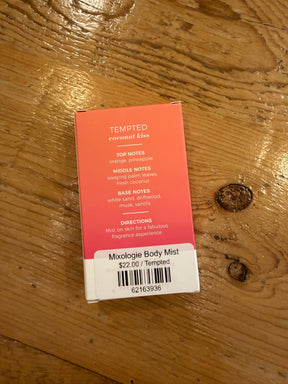 TEMPTED
coconut kiss
TOP NOTES
orange, pineapple
MIDDLE NOTES
swaying palm leaves,
fresh coconut
BASE NOTES
white sand, driftwood,
musk, vanilla
DIRECTIONS
Mist on skin for a fabulous
fragrance experience.
Mixologie Body Mist
$22.00 / Tempted
62163936